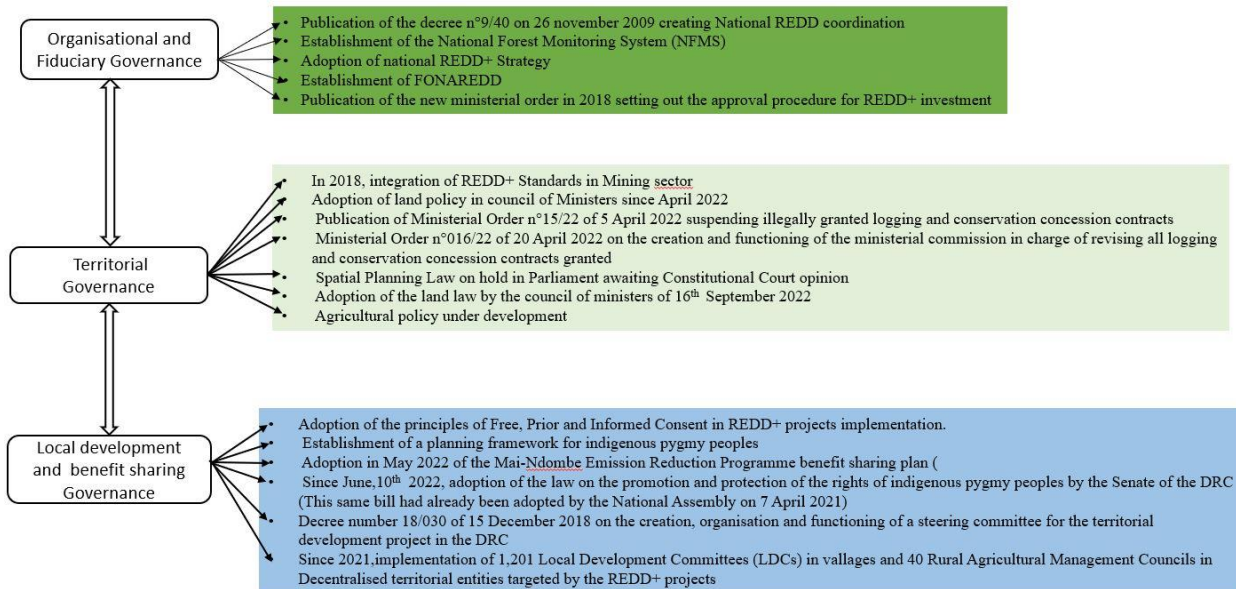 Organisational and
Fiduciary Governance
• Publication of the decree n°9/40 on 26 november 2009 creating National REDD coordination
• Establishment of the National Forest Monitoring System (NFMS)
• Adoption of national REDD+ Strategy
• Establishment of FONAREDD
• Publication of the new ministerial order in 2018 setting out the approval procedure for REDD+ investment
Territorial
Governance
• In 2018, integration of REDD+ Standards in Mining sector
• Adoption of land policy in council of Ministers since April 2022
• Publication of Ministerial Order n°15/22 of 5 April 2022 suspending illegally granted logging and conservation concession contracts
• Ministerial Order n°016/22 of 20 April 2022 on the creation and functioning of the ministerial commission in charge of revising all logging
and conservation concession contracts granted
• Spatial Planning Law on hold in Parliament awaiting Constitutional Court opinion
• Adoption of the land law by the council of ministers of 16th September 2022
• Agricultural policy under development
Local development
and benefit sharing
Governance
• Adoption of the principles of Free, Prior and Informed Consent in REDD+ projects implementation.
• Establishment of a planning framework for indigenous pygmy peoples
• Adoption in May 2022 of the Mai-Ndombe Emission Reduction Programme benefit sharing plan (
• Since June,10th 2022, adoption of the law on the promotion and protection of the rights of indigenous pygmy peoples by the Senate of the DRC
(This same bill had already been adopted by the National Assembly on 7 April 2021)
• Decree number 18/030 of 15 December 2018 on the creation, organisation and functioning of a steering committee for the territorial
development project in the DRC
• Since 2021,implementation of 1,201 Local Development Committees (LDCs) in vallages and 40 Rural Agricultural Management Councils in
Decentralised territorial entities targeted by the REDD+ projects